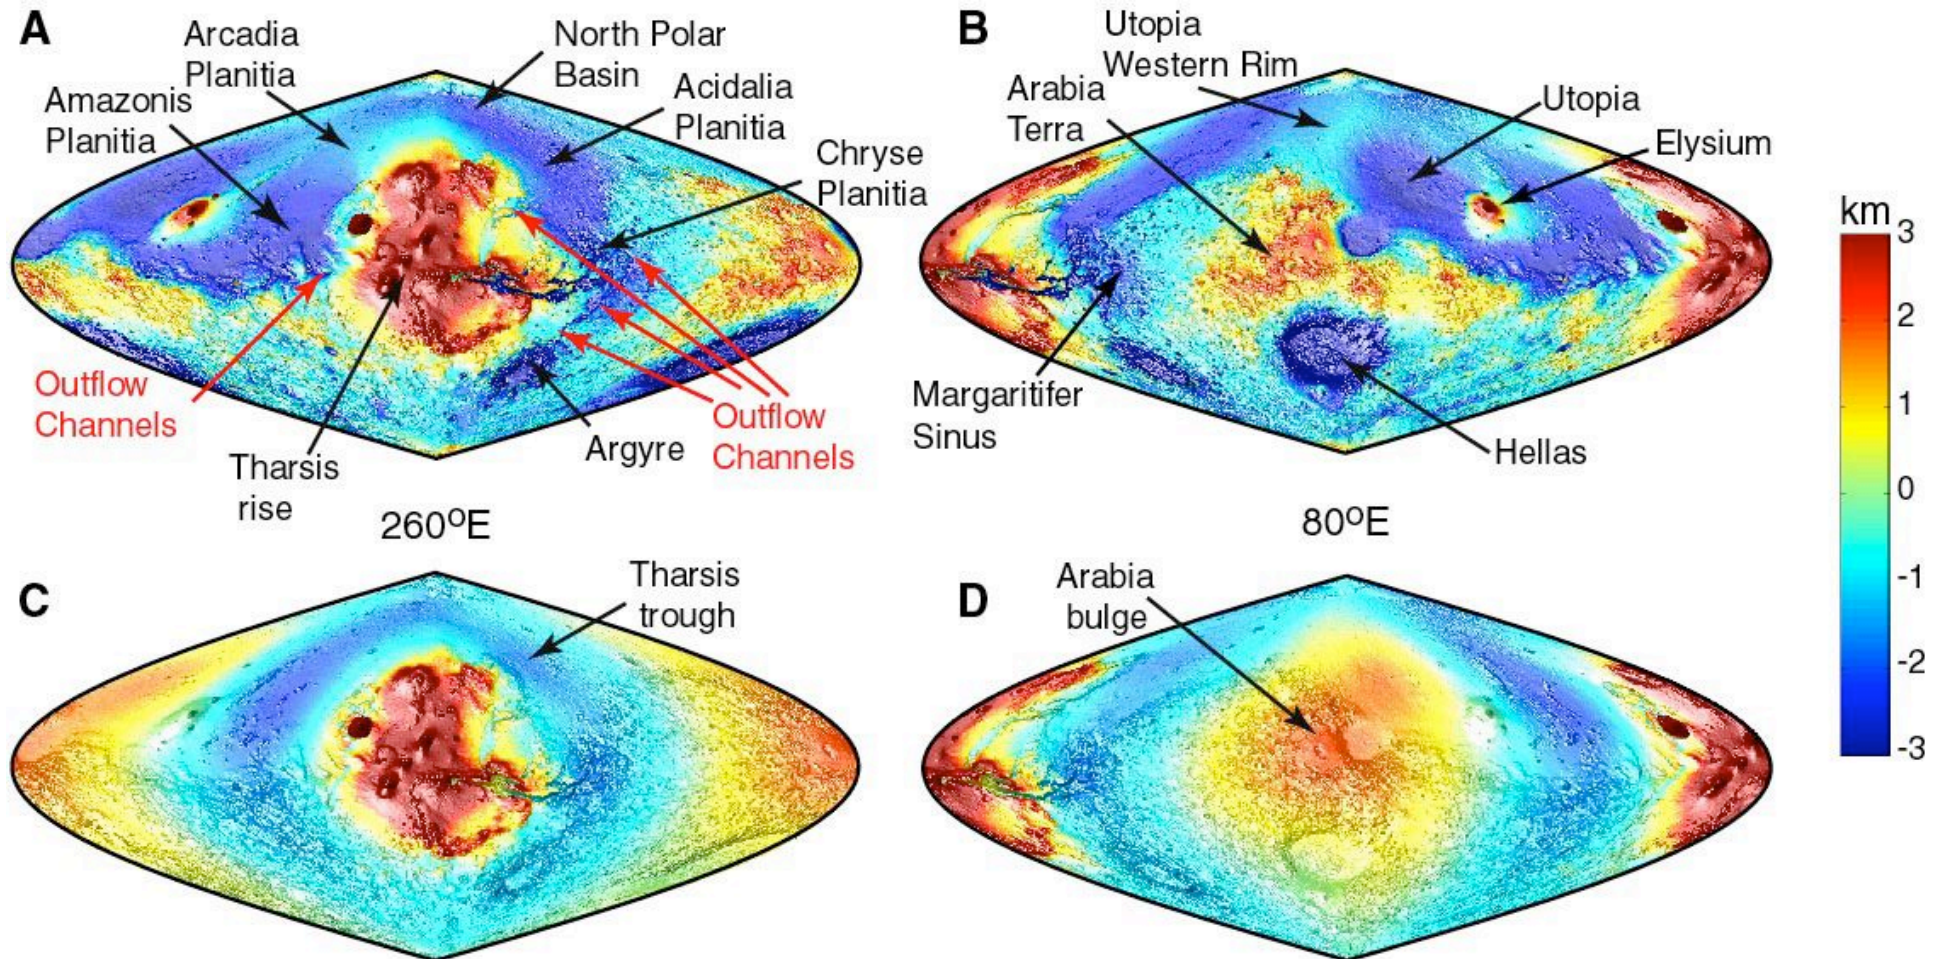 A
Arcadia
Planitia
North Polar
Basin
Amazonis
Planitia
Acidalia
Planitia
Chryse
Planitia
Outflow
Channels
Tharsis
rise
Argyre
Outflow
Channels
B
Utopia
Western Rim
Arabia
Terra
Utopia
Elysium
Margaritifer
Sinus
Hellas
km
3
2
1
0
-1
-2
-3
260°E
80°E
C
Tharsis
trough
D
Arabia
bulge